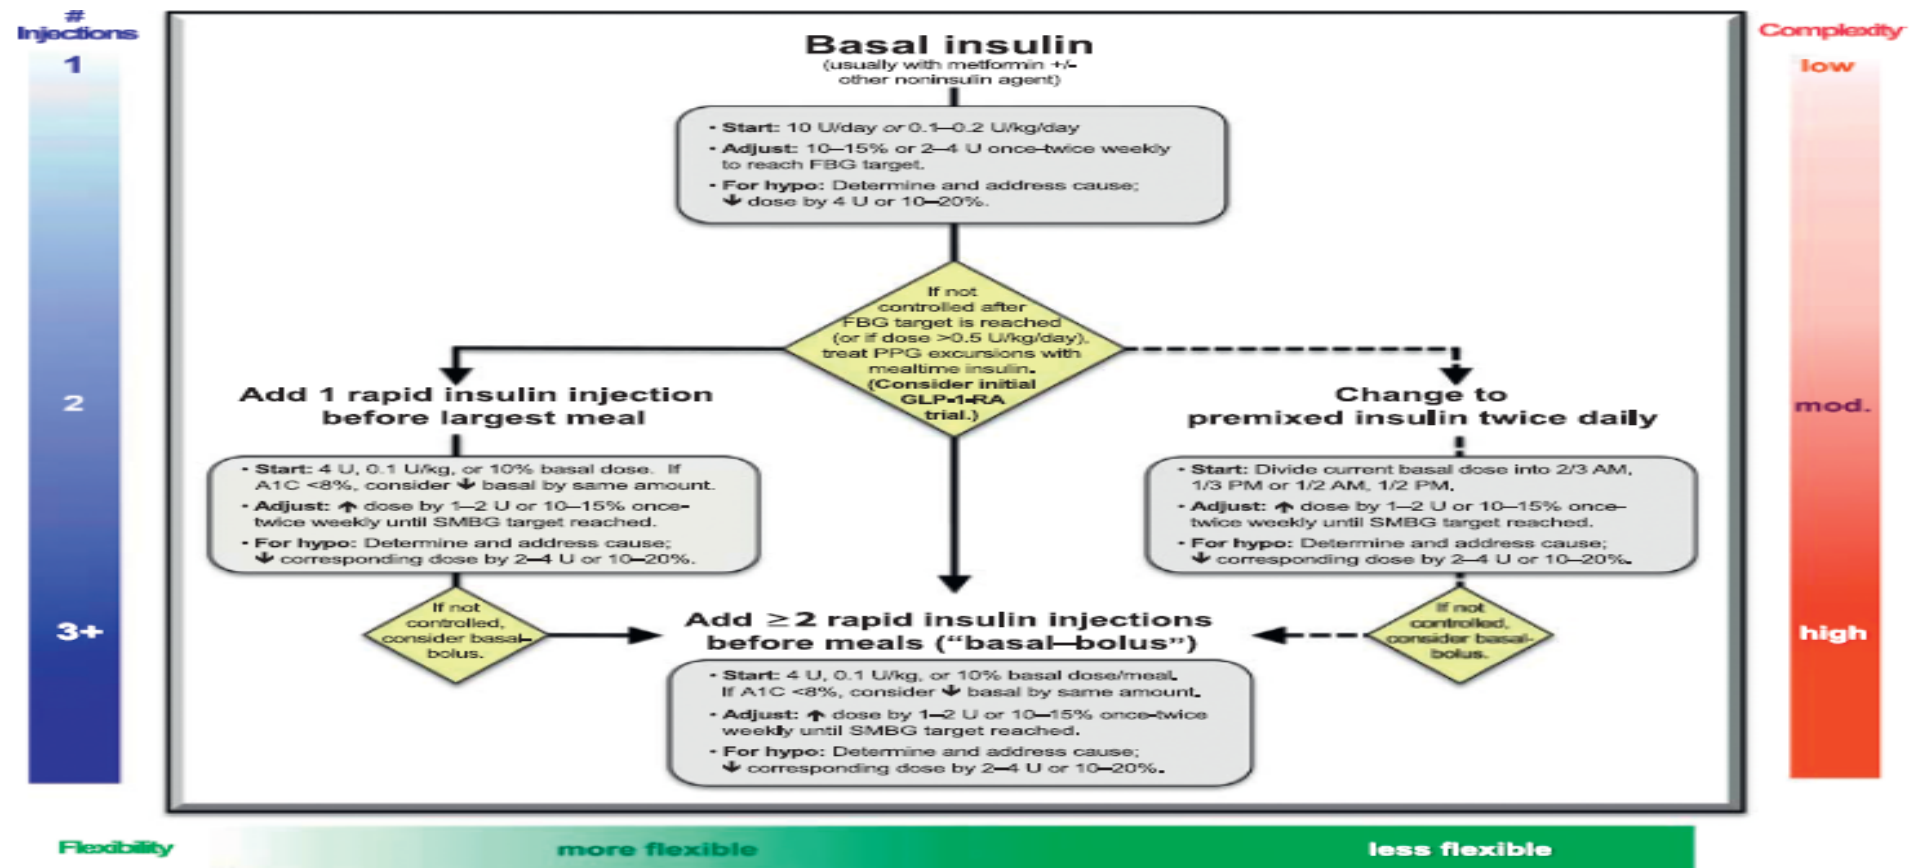 #
Injections
1
2
3+
Complexity
low
mod.
high
Basal insulin
(usually with metformin +/-
other noninsulin agent)
• Start: 10 U/day or 0.1–0.2 U/kg/day
• Adjust: 10–15% or 2–4 U once-twice weekly
to reach FBG target.
• For hypo: Determine and address cause;
↓ dose by 4 U or 10–20%.
If not
controlled after
FBG target is reached
(or if dose >0.5 U/kg/day),
treat PPG excursions with
mealtime insulin.
(Consider initial
GLP-1-RA
trial.)
Add 1 rapid insulin injection
before largest meal
• Start: 4 U, 0.1 U/kg, or 10% basal dose. If
A1C <8%, consider ↓ basal by same amount.
• Adjust: ↑ dose by 1–2 U or 10–15% once-
twice weekly until SMBG target reached.
• For hypo: Determine and address cause;
↓ corresponding dose by 2–4 U or 10–20%.
If not
controlled,
consider basal-
bolus.
Change to
premixed insulin twice daily
• Start: Divide current basal dose into 2/3 AM,
1/3 PM or 1/2 AM, 1/2 PM.
• Adjust: ↑ dose by 1–2 U or 10–15% once-
twice weekly until SMBG target reached.
• For hypo: Determine and address cause;
↓ corresponding dose by 2–4 U or 10–20%.
If not
controlled,
consider basal-
bolus.
Add ≥2 rapid insulin injections
before meals (“basal–bolus”)
• Start: 4 U, 0.1 U/kg, or 10% basal dose/meal.
If A1C <8%, consider ↓ basal by same amount.
• Adjust: ↑ dose by 1–2 U or 10–15% once-twice
weekly until SMBG target reached.
• For hypo: Determine and address cause;
↓ corresponding dose by 2–4 U or 10–20%.
Flexibility
more flexible
less flexible